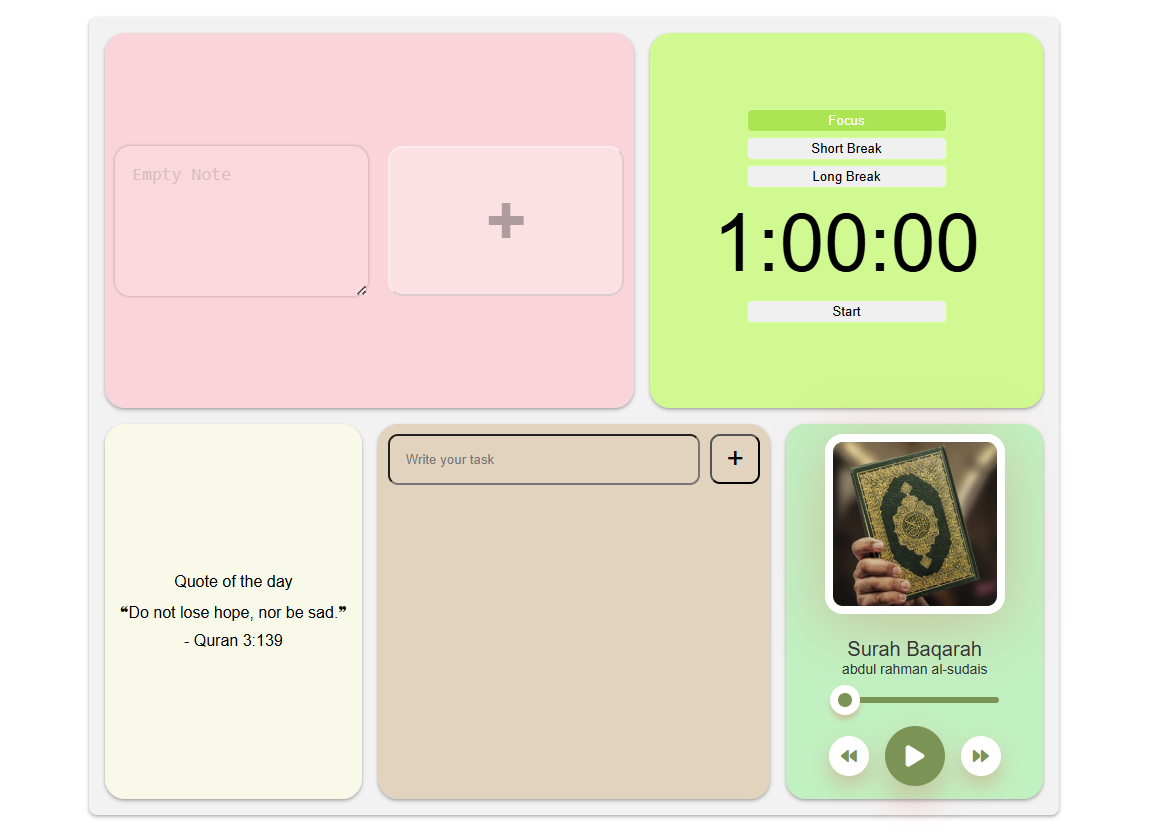 Empty Note
+
Focus
Short Break
Long Break
1:00:00
Start
Quote of the day
❝Do not lose hope, nor be sad.❞
- Quran 3:139
Write your task
+
Surah Baqarah
abdul rahman al-sudais